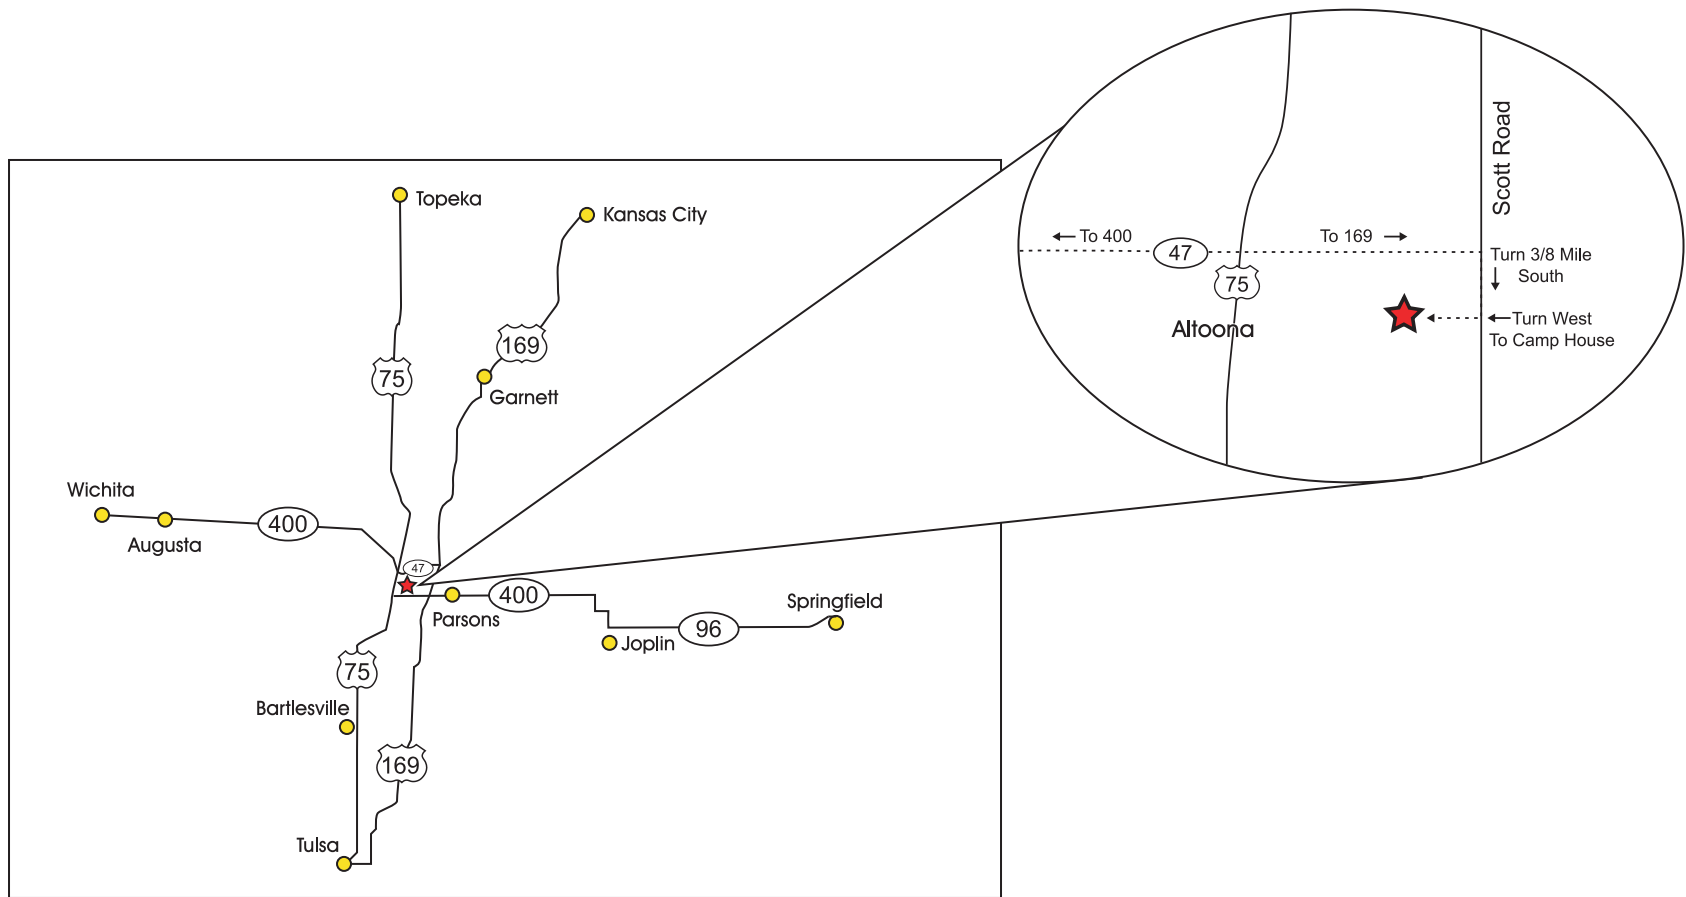 Topeka
Kansas City
169
75
Garnett
Wichita
400
Augusta
47
Parsons
400
Springfield
96
Joplin
75
Bartlesville
169
Tulsa
Scott Road
To 400
To 169
47
75
Turn 3/8 Mile
South
Altoona
Turn West
To Camp House